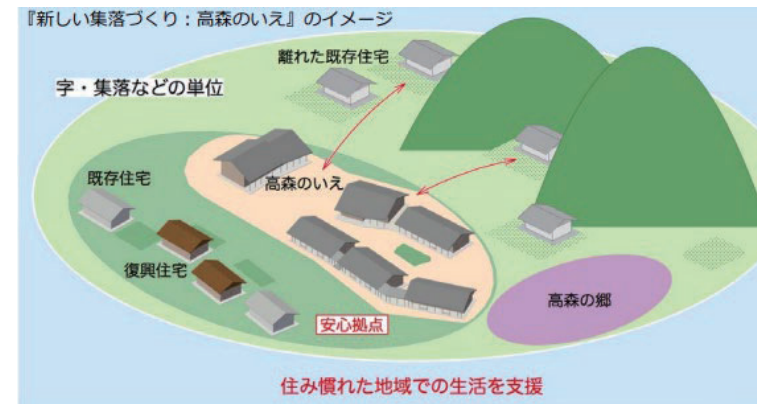 『新しい集落づくり：高森のいえ』のイメージ
離れた既存住宅
字・集落などの単位
既存住宅
高森のいえ
復興住宅
高森の郷
安心拠点
住み慣れた地域での生活を支援